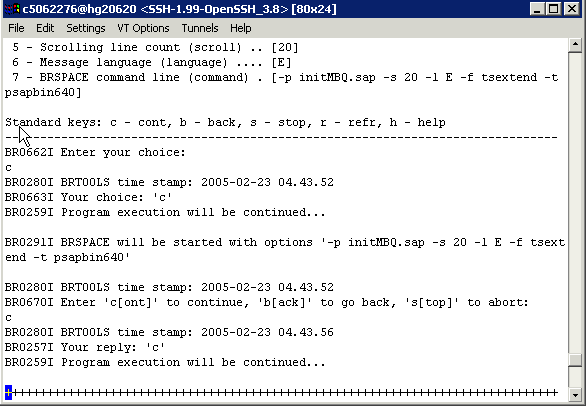 c5062276@hg20620 <SSH-1.99-OpenSSH_3.8> [80x24]
File Edit Settings VT Options Tunnels Help
5 - Scrolling line count (scroll) .. [20]
6 - Message language (language) .... [E]
7 - BRSPACE command line (command) . [-p initMBQ.sap -s 20 -l E -f tsextend -t
psapbin640]
Standard keys: c - cont, b - back, s - stop, r - refr, h - help
-------------------------------------------------------------------------------
BR0662I Enter your choice:
c
BR0280I BRTOOLS time stamp: 2005-02-23 04.43.52
BR0663I Your choice: 'c'
BR0259I Program execution will be continued...
BR0291I BRSPACE will be started with options '-p initMBQ.sap -s 20 -l E -f tsext
end -t psapbin640'
BR0280I BRTOOLS time stamp: 2005-02-23 04.43.52
BR0670I Enter 'c[ont]' to continue, 'b[ack]' to go back, 's[top]' to abort:
c
BR0280I BRTOOLS time stamp: 2005-02-23 04.43.56
BR0257I Your reply: 'c'
BR0259I Program execution will be continued...
+++++++++++++++++++++++++++++++++++++++++++++++++++++++++++++++++++++++++++++++